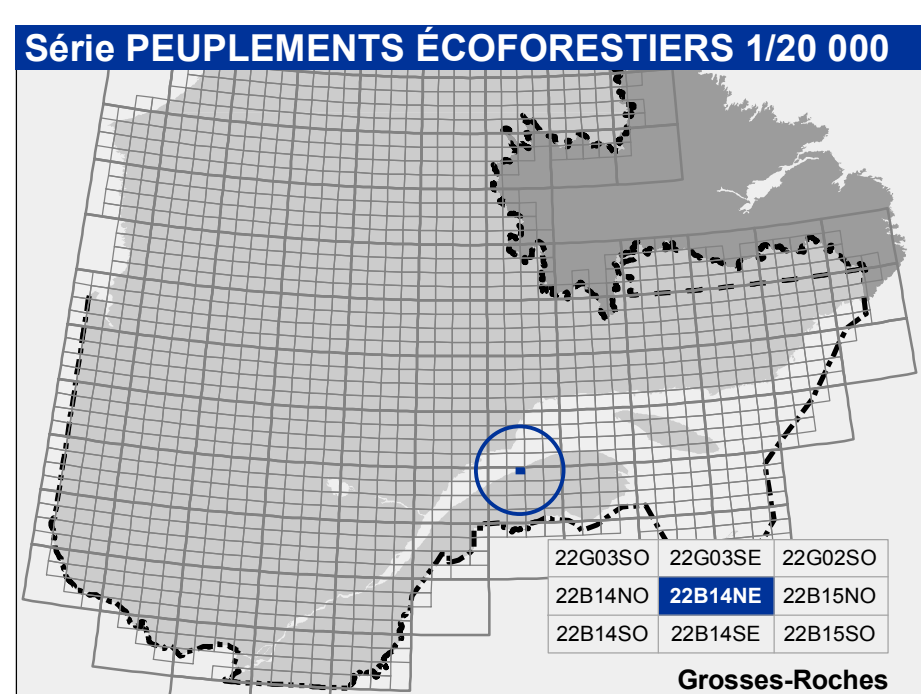 Série PEUPLEMENTS ÉCOFORESTIERS 1/20 000
22G03SO 22G03SE 22G02SO
22B14NO 22B14NE 22B15NO
22B14SO 22B14SE 22B15SO
Grosses-Roches